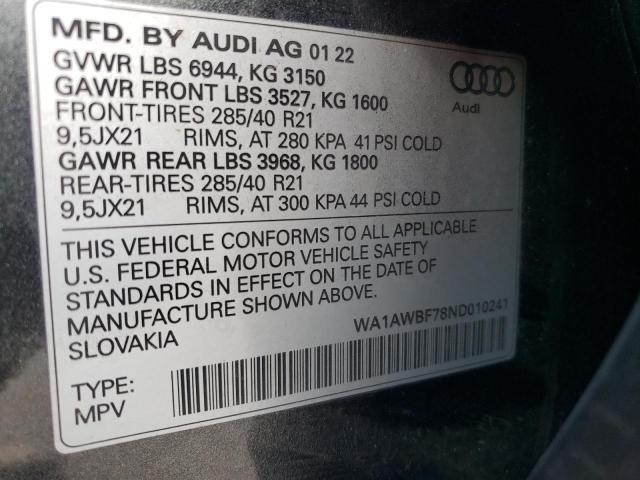 MFD. BY AUDI AG 01 22
GVWR LBS 6944, KG 3150
GAWR FRONT LBS 3527, KG 1600
FRONT-TIRES 285/40 R21
9,5JX21 RIMS, AT 280 KPA 41 PSI COLD
GAWR REAR LBS 3968, KG 1800
REAR-TIRES 285/40 R21
9,5JX21 RIMS, AT 300 KPA 44 PSI COLD
Audi
THIS VEHICLE CONFORMS TO ALL APPLICABLE
U.S. FEDERAL MOTOR VEHICLE SAFETY
STANDARDS IN EFFECT ON THE DATE OF
MANUFACTURE SHOWN ABOVE.
SLOVAKIA
WA1AWBF78ND010241
TYPE:
MPV